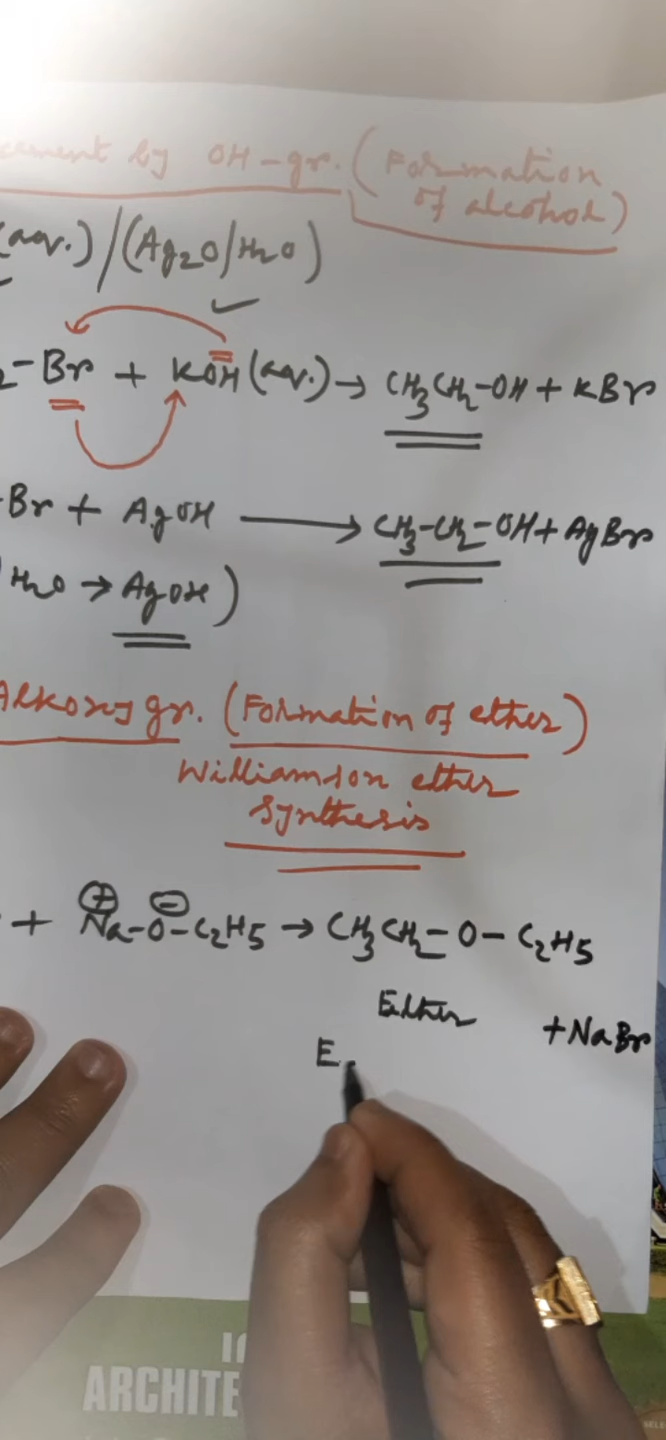 cement by OH-gr. (Formation
of alcohol)
(aq.)/(Ag₂O/H₂O)
2-Br + KOH(aq.) → CH₃CH₂-OH + KBr
-Br + AgOH ⟶ CH₃-CH₂-OH + AgBr
H₂O → AgOH)
Alkoxy gr. (Formation of ether)
Williamson ether
synthesis
+ Na-O-C₂H₅ → CH₃CH₂-O-C₂H₅
⊕ ⊖
Ether
+NaBr
E
ARCHITE